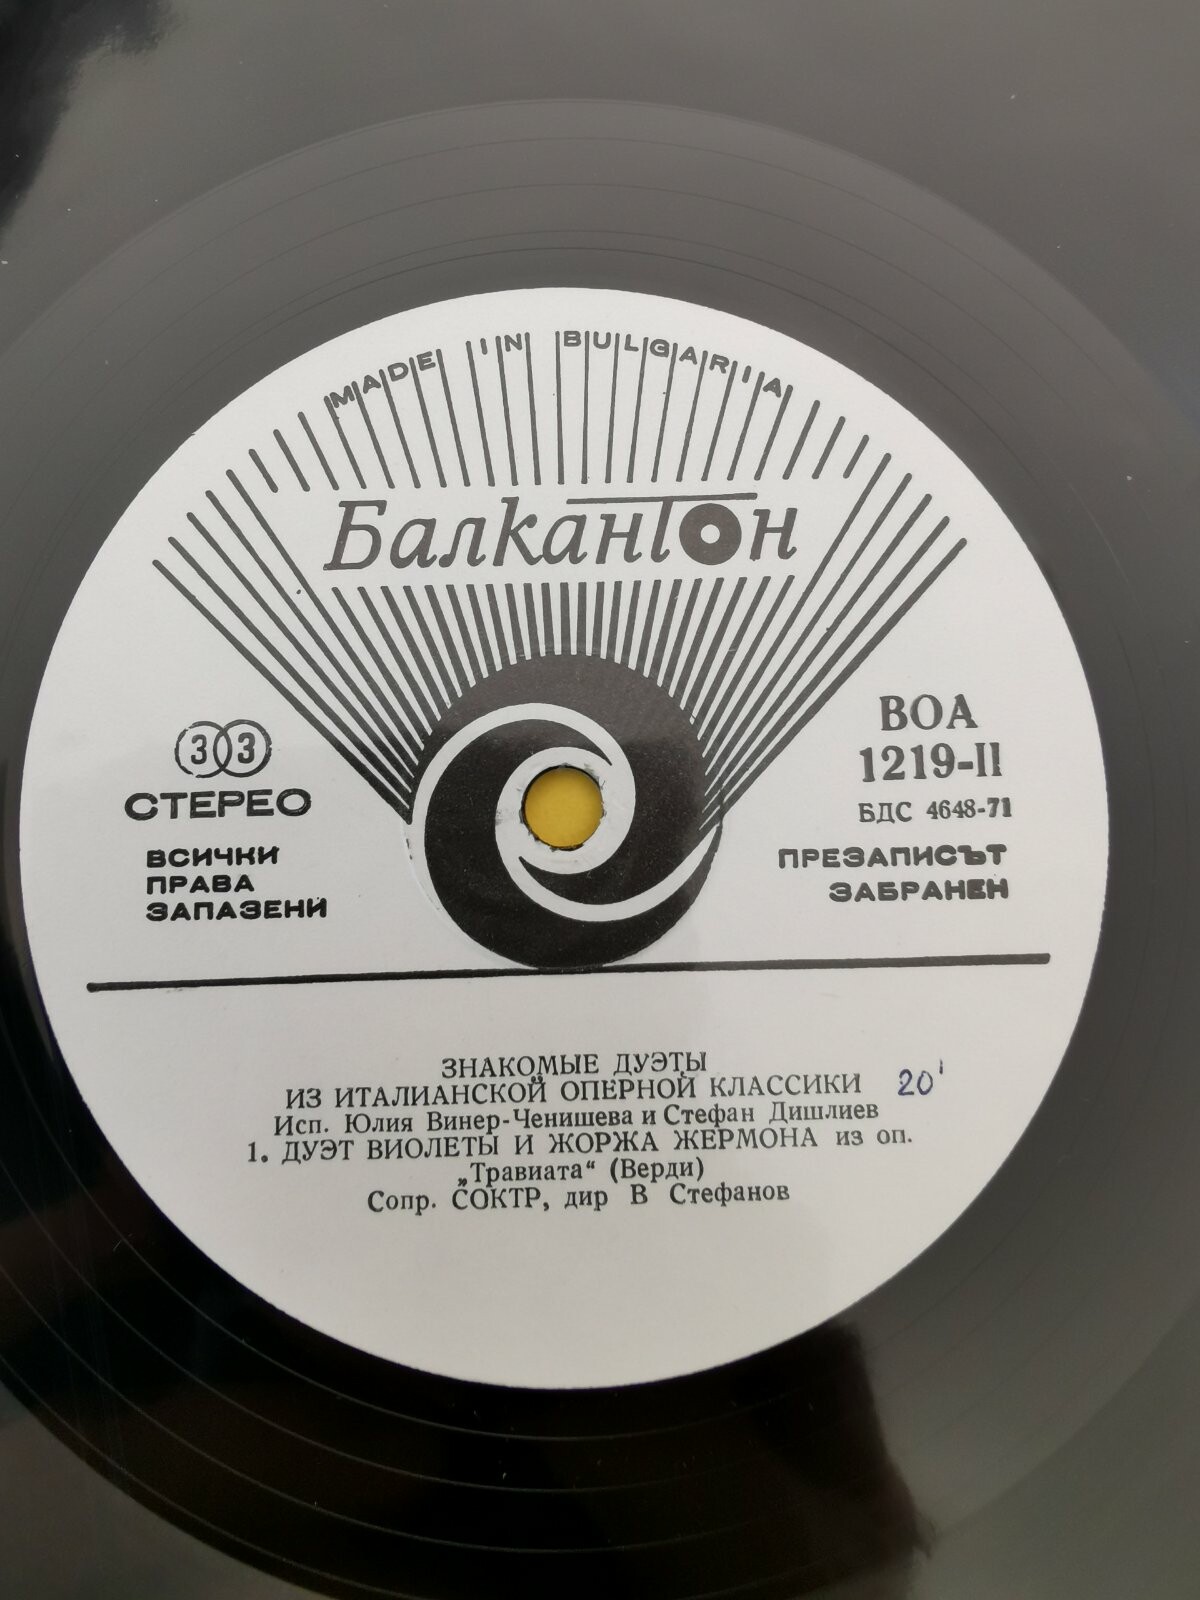 MADE IN BULGARIA
Балкантон
33
СТЕРЕО
ВСИЧКИ
ПРАВА
ЗАПАЗЕНИ
ВОА
1219-II
БДС 4648-71
ПРЕЗАПИСЪТ
ЗАБРАНЕН
ЗНАКОМЫЕ ДУЭТЫ
ИЗ ИТАЛИАНСКОЙ ОПЕРНОЙ КЛАССИКИ 20'
Исп. Юлия Винер-Ченишева и Стефан Дишлиев
1. ДУЭТ ВИОЛЕТЫ И ЖОРЖА ЖЕРМОНА из оп.
„Травиата“ (Верди)
Сопр. СОКТР, дир В Стефанов